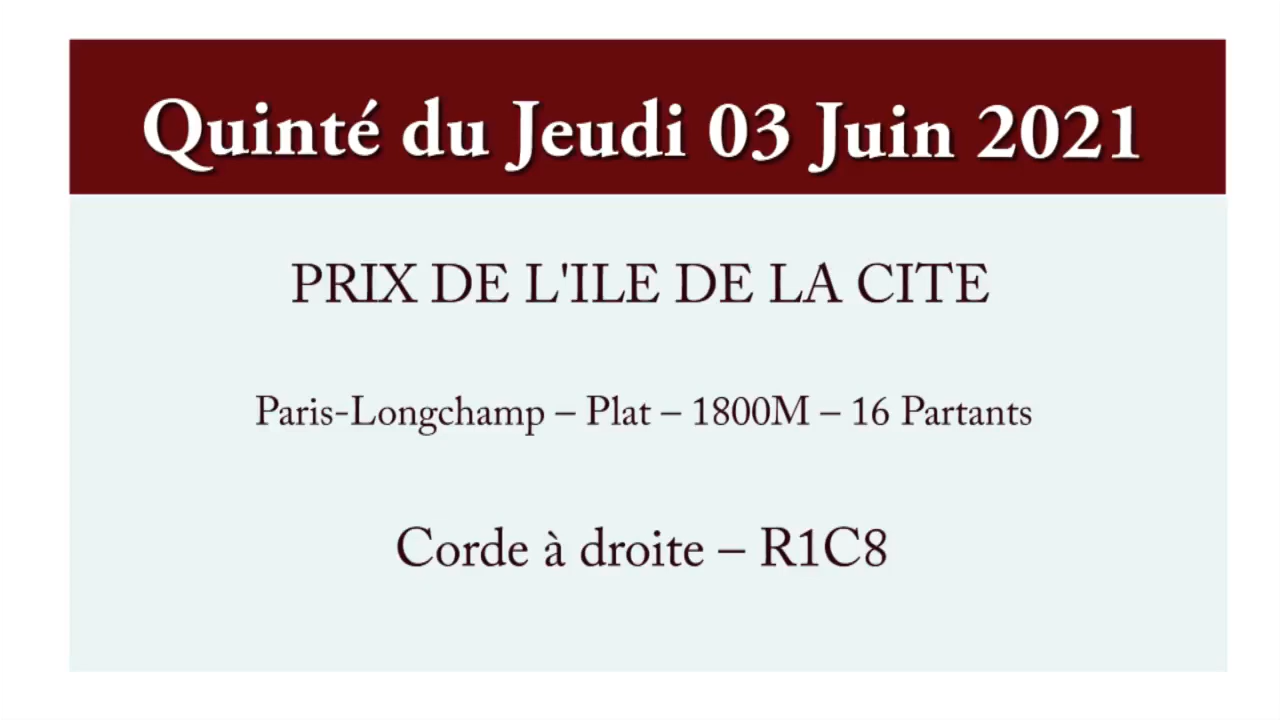 Quinté du Jeudi 03 Juin 2021
PRIX DE L'ILE DE LA CITE
Paris-Longchamp – Plat – 1800M – 16 Partants
Corde à droite – R1C8